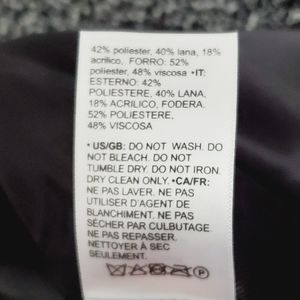 42% poliester, 40% lana, 18%
acrílico, FORRO: 52%
poliester, 48% viscosa •IT:
ESTERNO: 42%
POLIESTERE, 40% LANA,
18% ACRILICO, FODERA:
52% POLIESTERE,
48% VISCOSA
• US/GB: DO NOT WASH. DO
NOT BLEACH. DO NOT
TUMBLE DRY. DO NOT IRON.
DRY CLEAN ONLY. •CA/FR:
NE PAS LAVER. NE PAS
UTILISER D'AGENT DE
BLANCHIMENT. NE PAS
SÉCHER PAR CULBUTAGE.
NE PAS REPASSER.
NETTOYER À SEC
SEULEMENT.
P